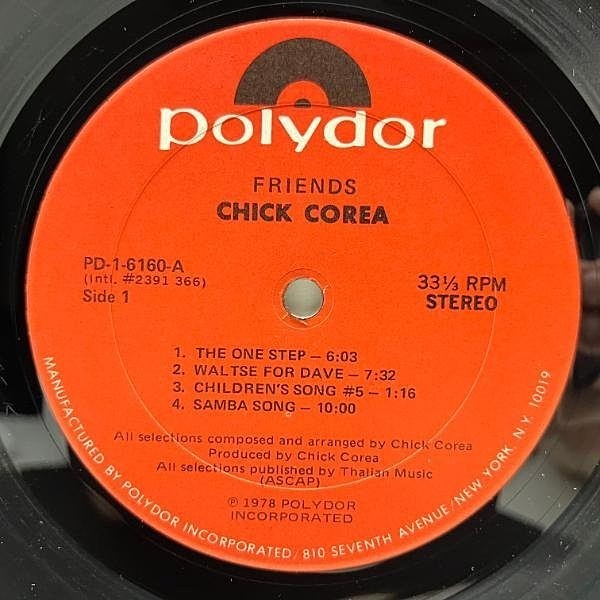 polydor
FRIENDS
CHICK COREA
PD-1-6160-A
(Intl. #2391 366)
Side 1
33⅓ RPM
STEREO
1. THE ONE STEP – 6:03
2. WALTSE FOR DAVE – 7:32
3. CHILDREN'S SONG #5 – 1:16
4. SAMBA SONG – 10:00
All selections composed and arranged by Chick Corea
Produced by Chick Corea
All selections published by Thalian Music
(ASCAP)
℗ 1978 POLYDOR
INCORPORATED
MANUFACTURED BY POLYDOR INCORPORATED/ 810 SEVENTH AVENUE/NEW YORK, N.Y. 10019